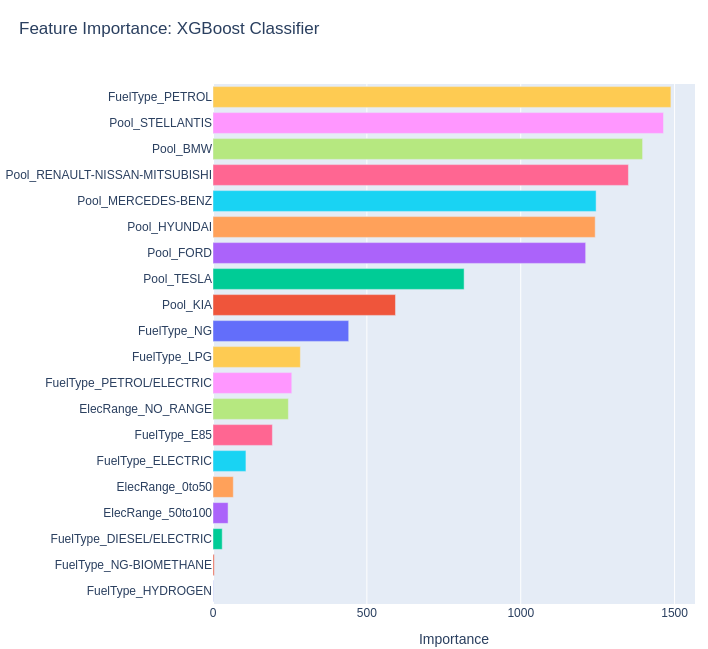 Feature Importance: XGBoost Classifier
FuelType_PETROL
Pool_STELLANTIS
Pool_BMW
Pool_RENAULT-NISSAN-MITSUBISHI
Pool_MERCEDES-BENZ
Pool_HYUNDAI
Pool_FORD
Pool_TESLA
Pool_KIA
FuelType_NG
FuelType_LPG
FuelType_PETROL/ELECTRIC
ElecRange_NO_RANGE
FuelType_E85
FuelType_ELECTRIC
ElecRange_0to50
ElecRange_50to100
FuelType_DIESEL/ELECTRIC
FuelType_NG-BIOMETHANE
FuelType_HYDROGEN
0 500 1000 1500
Importance